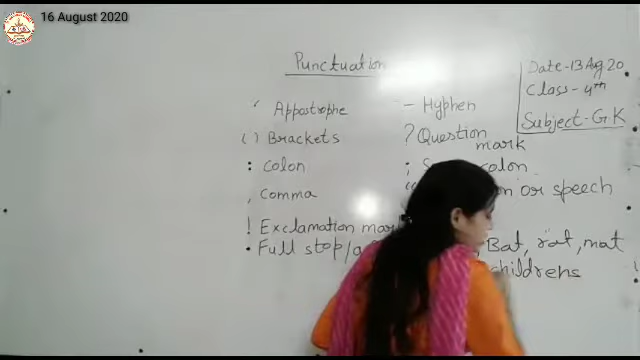 16 August 2020
Punctuation
Date-13 Aug 20
Class-4th
Subject-G.K
' Appostrophe
- Hyphen
( ) Brackets
? Question mark
: Colon
; colon
, Comma
or speech
! Exclamation mar
. Full stop/
, Bat, rat, mat
childrens